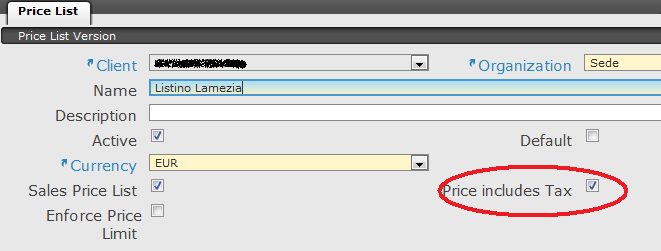 Price List
Price List Version
Client Organization Sede
Name Listino Lamezia
Description
Active Default
Currency EUR
Sales Price List Price includes Tax
Enforce Price
Limit